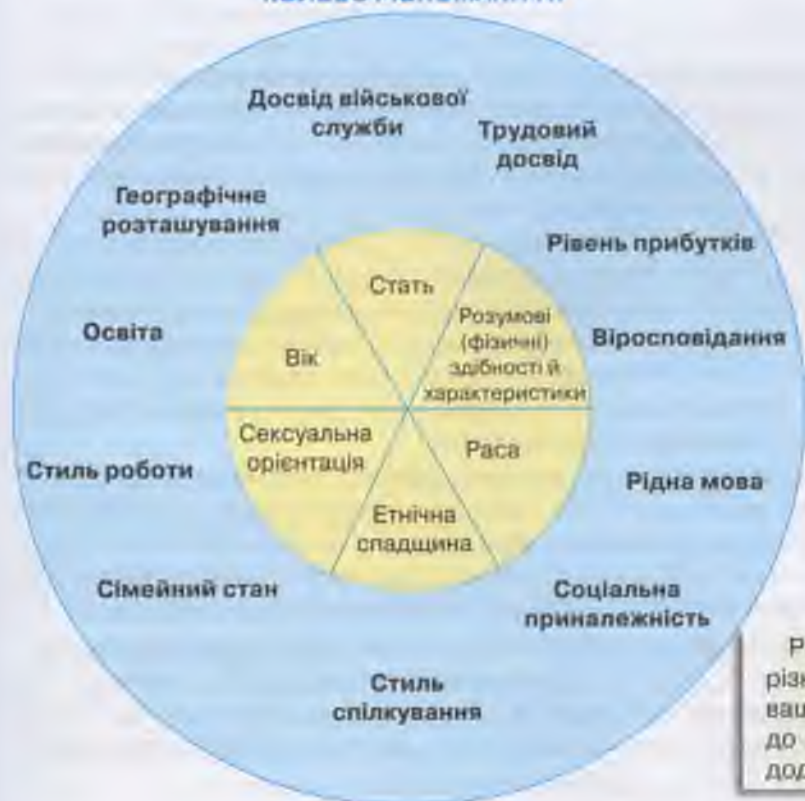 Досвід військової
служби
Трудовий
досвід
Географічне
розташування
Рівень прибутків
Стать
Розумові
(фізичні)
здібності й
характеристики
Освіта
Віросповідання
Вік
Сексуальна
орієнтація
Раса
Стиль роботи
Рідна мова
Етнічна
спадщина
Сімейний стан
Соціальна
приналежність
Стиль
спілкування
до